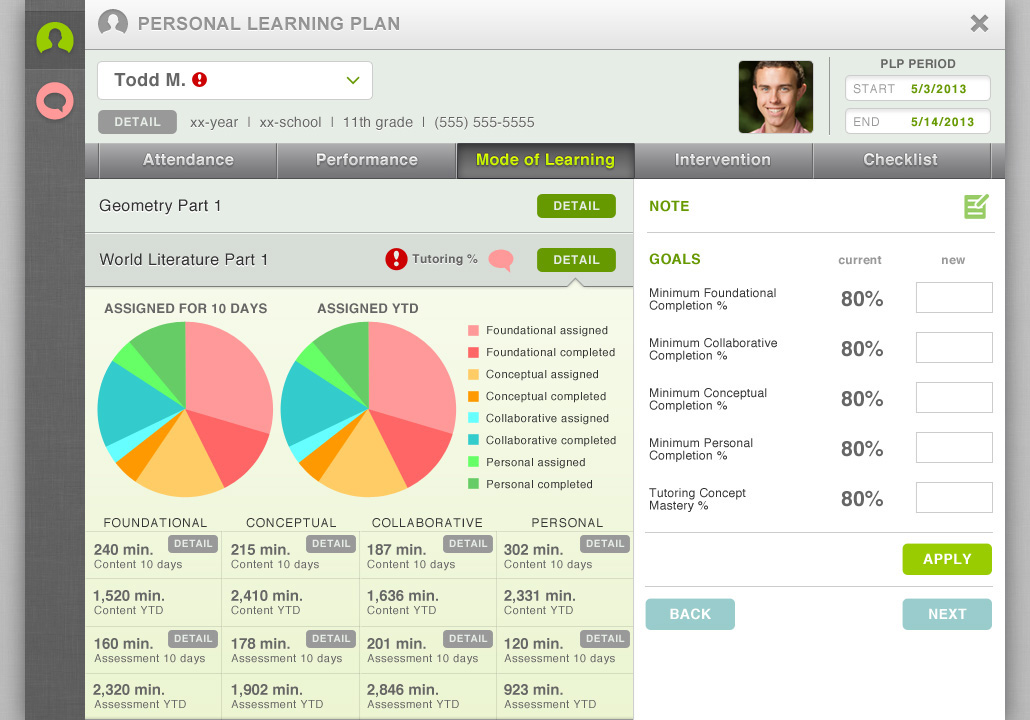 PERSONAL LEARNING PLAN
Todd M.
PLP PERIOD
START 5/3/2013
END 5/14/2013
DETAIL xx-year | xx-school | 11th grade | (555) 555-5555
Attendance Performance Mode of Learning Intervention Checklist
Geometry Part 1 DETAIL
World Literature Part 1 Tutoring % DETAIL
ASSIGNED FOR 10 DAYS ASSIGNED YTD
Foundational assigned
Foundational completed
Conceptual assigned
Conceptual completed
Collaborative assigned
Collaborative completed
Personal assigned
Personal completed
FOUNDATIONAL CONCEPTUAL COLLABORATIVE PERSONAL
240 min. DETAIL 215 min. DETAIL 187 min. DETAIL 302 min. DETAIL
Content 10 days Content 10 days Content 10 days Content 10 days
1,520 min. 2,410 min. 1,636 min. 2,331 min.
Content YTD Content YTD Content YTD Content YTD
160 min. DETAIL 178 min. DETAIL 201 min. DETAIL 120 min. DETAIL
Assessment 10 days Assessment 10 days Assessment 10 days Assessment 10 days
2,320 min. 1,902 min. 2,846 min. 923 min.
Assessment YTD Assessment YTD Assessment YTD Assessment YTD
NOTE
GOALS current new
Minimum Foundational
Completion % 80%
Minimum Collaborative
Completion % 80%
Minimum Conceptual
Completion % 80%
Minimum Personal
Completion % 80%
Tutoring Concept
Mastery % 80%
APPLY
BACK NEXT